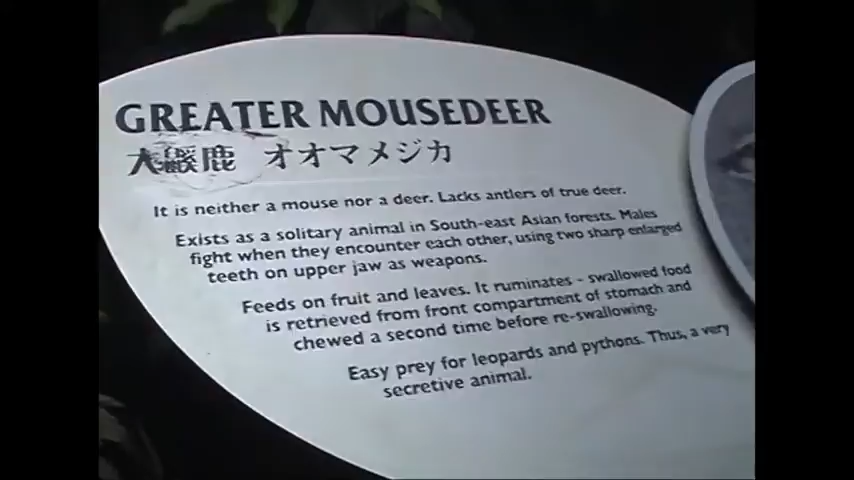 GREATER MOUSEDEER
大鼷鹿 オオマメジカ
It is neither a mouse nor a deer. Lacks antlers of true deer.
Exists as a solitary animal in South-east Asian forests. Males
fight when they encounter each other, using two sharp enlarged
teeth on upper jaw as weapons.
Feeds on fruit and leaves. It ruminates - swallowed food
is retrieved from front compartment of stomach and
chewed a second time before re-swallowing.
Easy prey for leopards and pythons. Thus, a very
secretive animal.